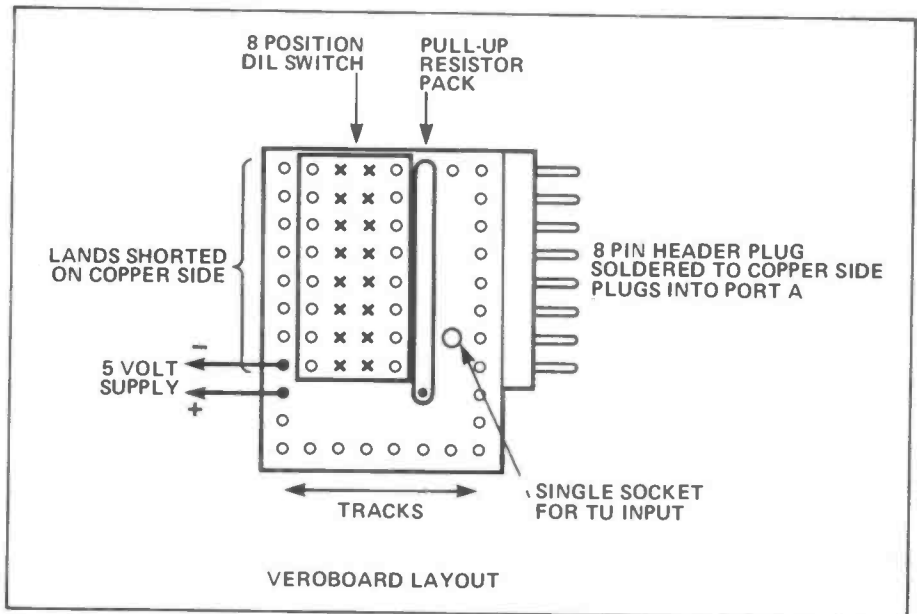 8 POSITION
DIL SWITCH
PULL-UP
RESISTOR
PACK
LANDS SHORTED
ON COPPER SIDE
8 PIN HEADER PLUG
SOLDERED TO COPPER SIDE
PLUGS INTO PORT A
−
5 VOLT
SUPPLY
+
TRACKS
SINGLE SOCKET
FOR TU INPUT
VEROBOARD LAYOUT